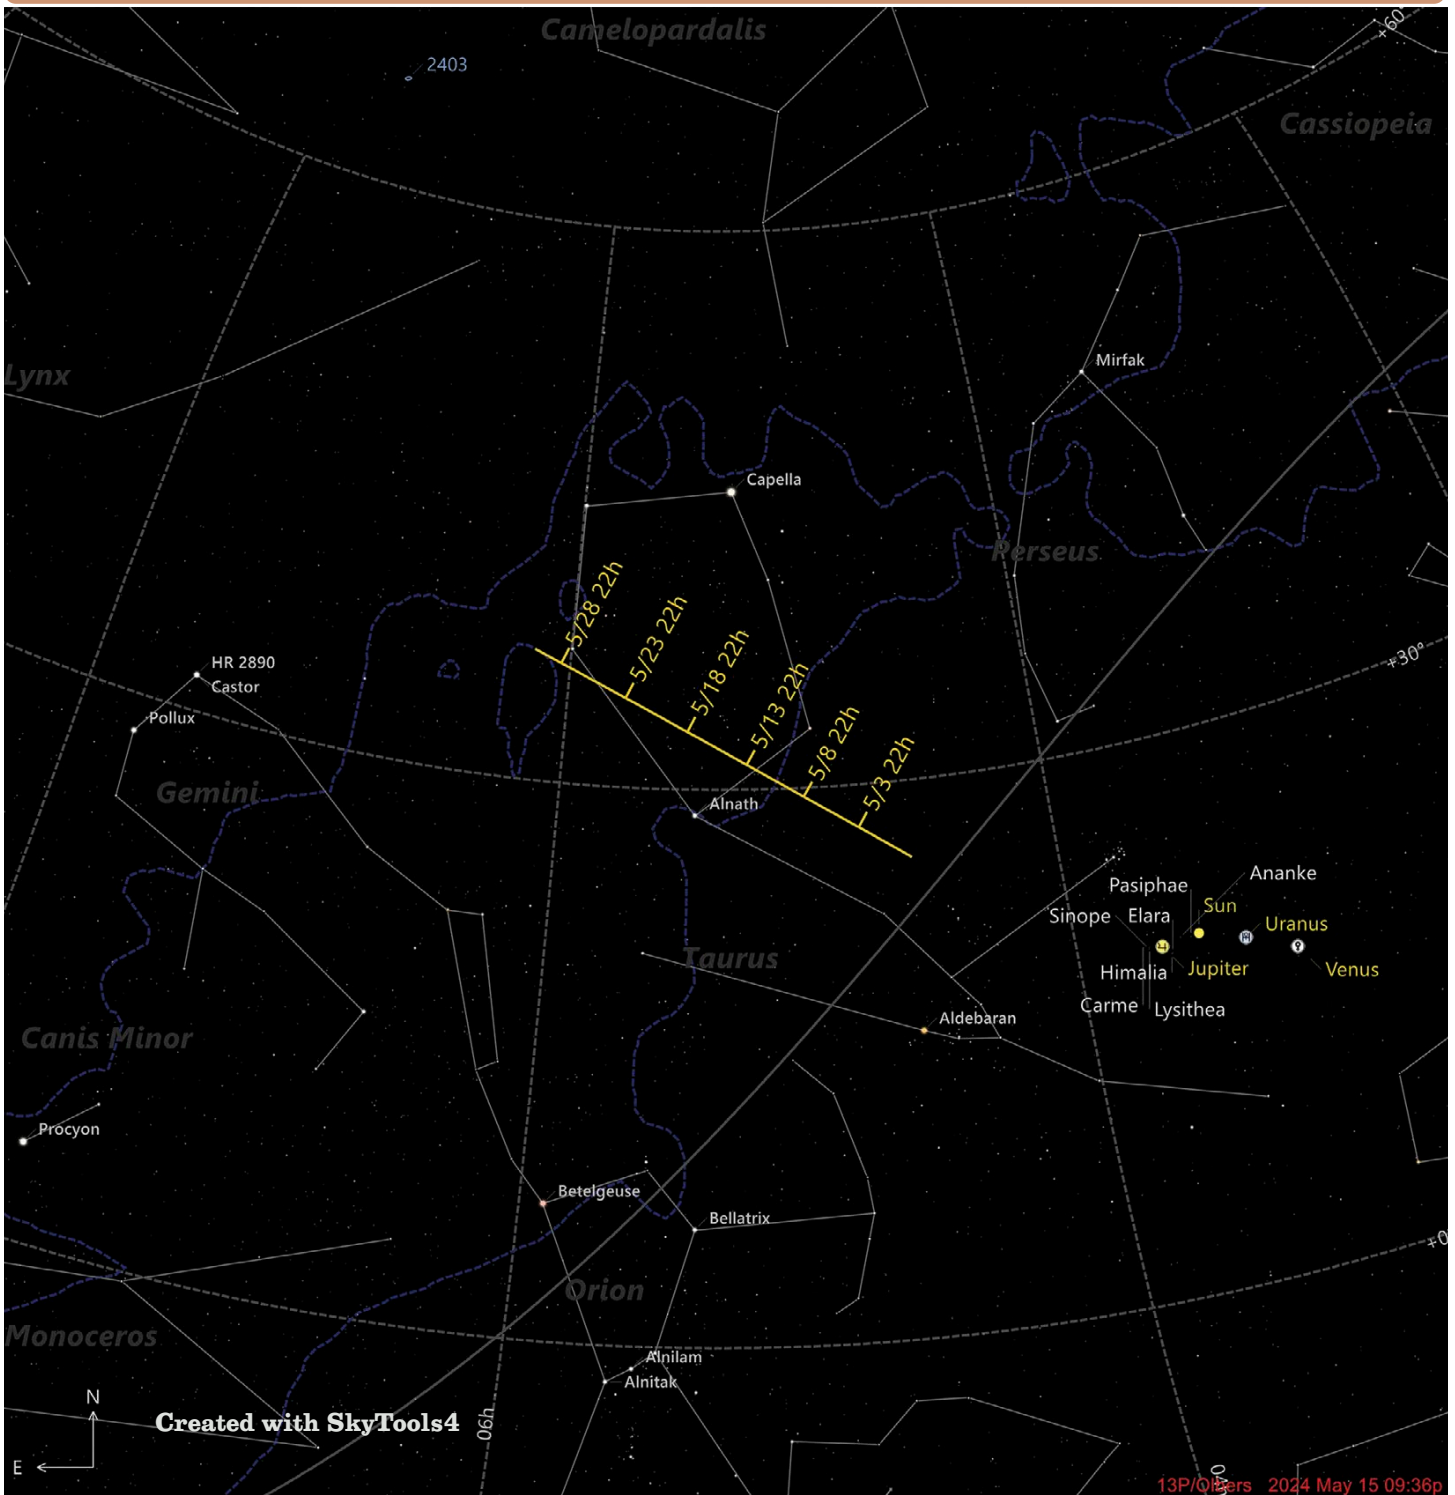 Camelopardalis
2403
+60°
Cassiopeia
Mirfak
Lynx
Capella
Perseus
5/28 22h
5/23 22h
5/18 22h
5/13 22h
5/8 22h
5/3 22h
+30°
HR 2890
Castor
Pollux
Gemini
Alnath
Ananke
Pasiphae
Sun
Sinope
Elara
Uranus
Taurus
Himalia
Jupiter
Venus
Carme
Lysithea
Aldebaran
Canis Minor
Procyon
Betelgeuse
Bellatrix
Orion
+0
Monoceros
Alnilam
Alnitak
N
Created with SkyTools4
06h
E
13P/Olbers 2024 May 15 09:36p